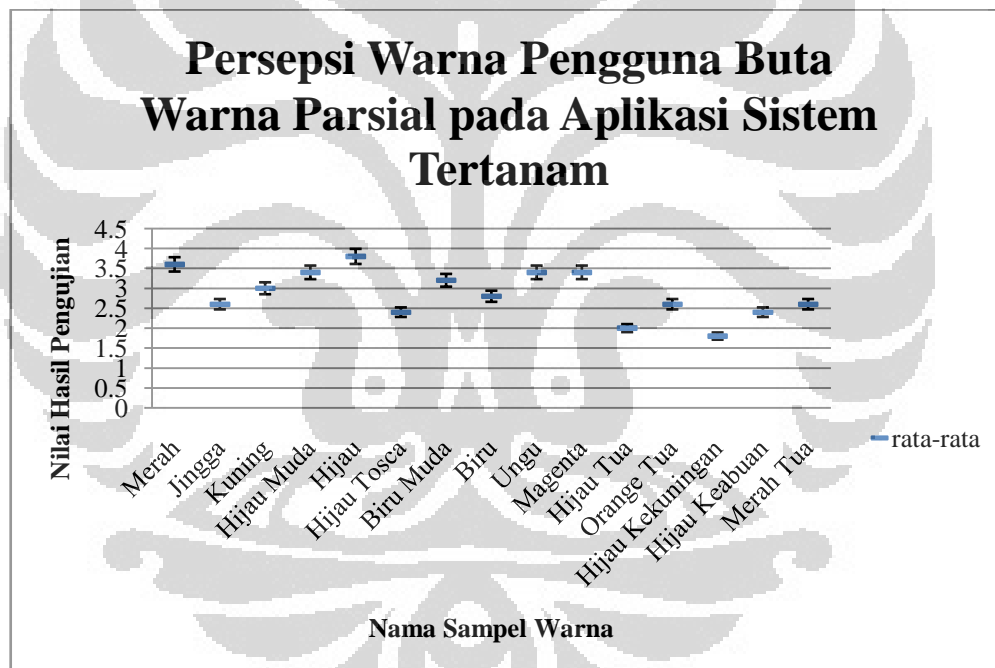 Persepsi Warna Pengguna Buta
Warna Parsial pada Aplikasi Sistem
Tertanam
Nilai Hasil Pengujian
4.5
4
3.5
3
2.5
2
1.5
1
0.5
0
Merah
Jingga
Kuning
Hijau Muda
Hijau
Hijau Tosca
Biru Muda
Biru
Ungu
Magenta
Hijau Tua
Orange Tua
Hijau Kekuningan
Hijau Keabuan
Merah Tua
rata-rata
Nama Sampel Warna